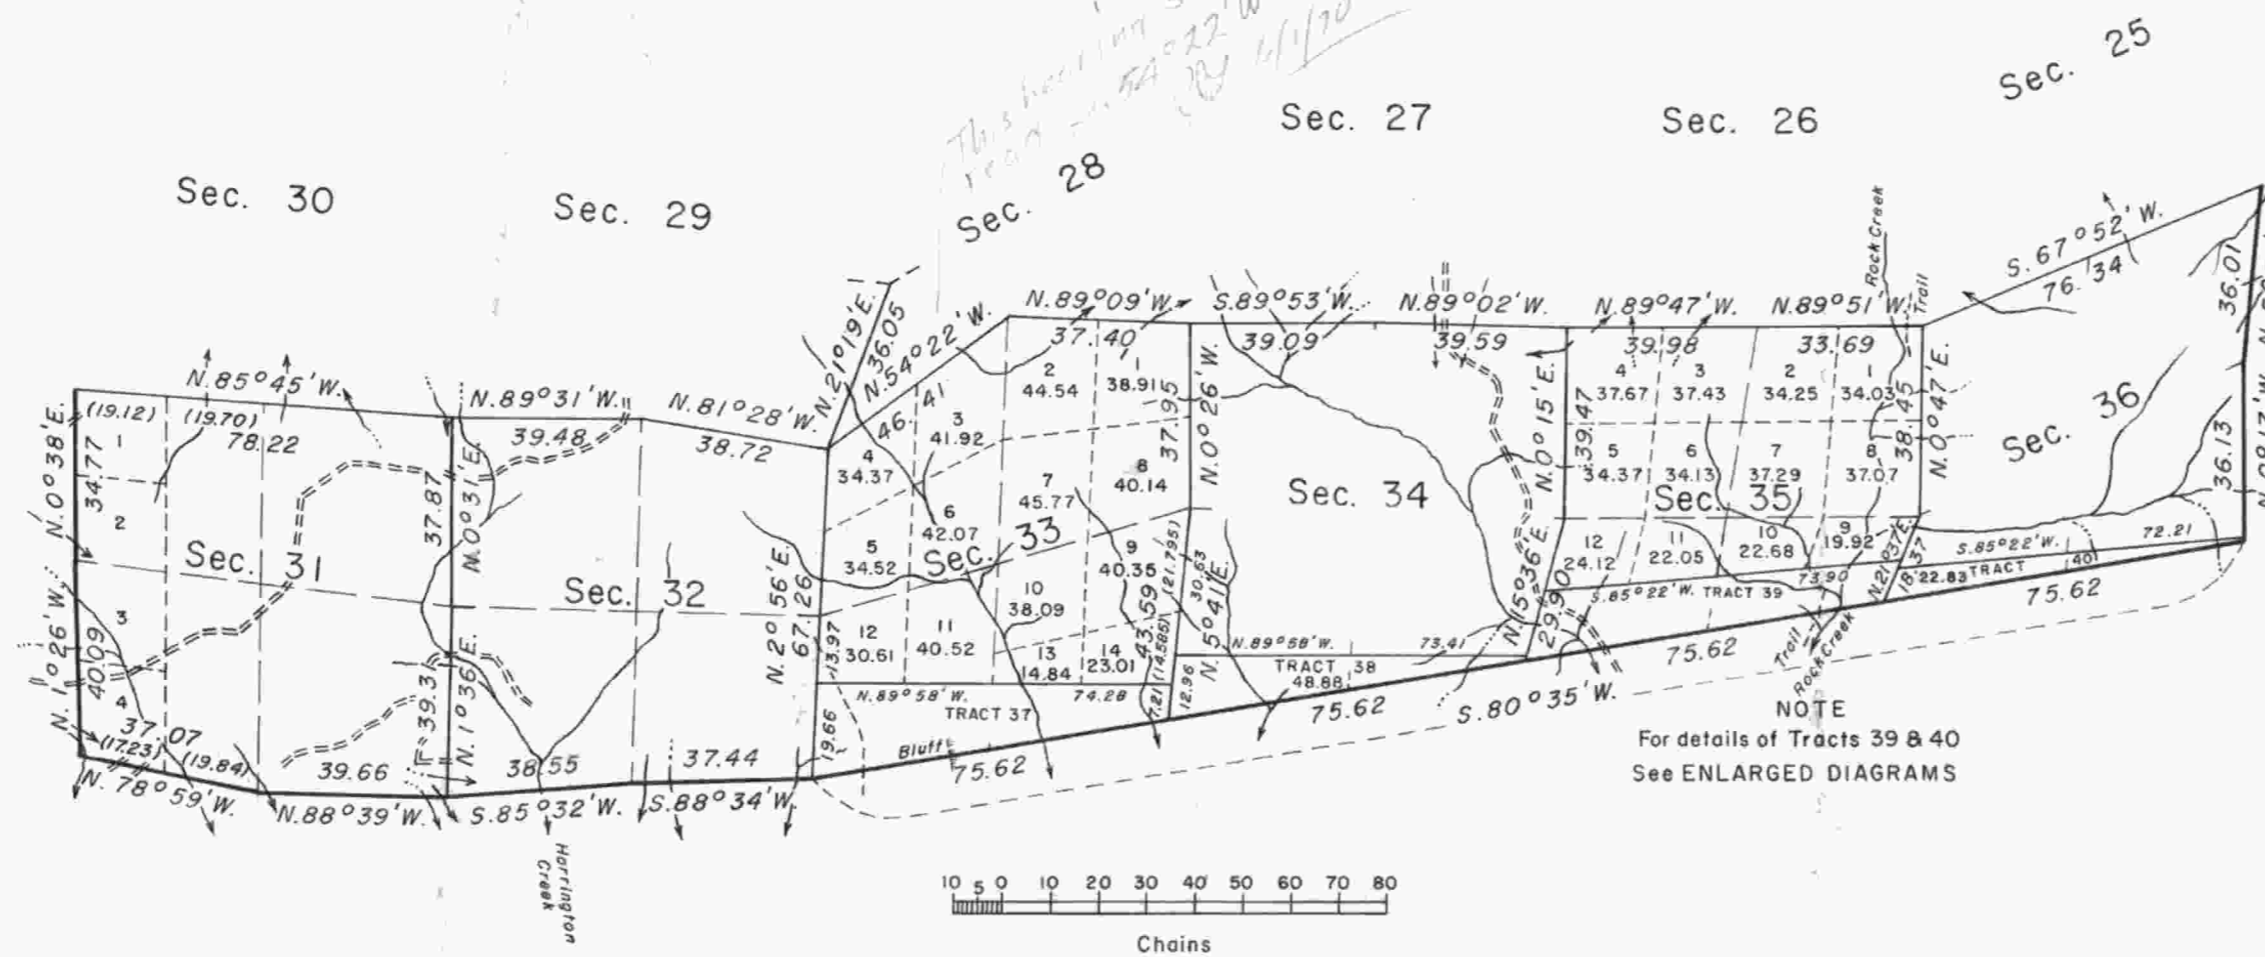 This
read
54°22'W
6/1/70
Sec. 25
Sec. 27
Sec. 26
Sec. 28
Sec. 30
Sec. 29
Rock Creek
Trail
S. 67°52' W.
76.34
36.01
36.13
N. 21°19' E.
36.05
N. 54°22' W.
46.41
N. 89°09' W.
37.40
S. 89°53' W.
39.09
N. 89°02' W.
39.59
N. 89°47' W.
39.98
N. 89°51' W.
33.69
N. 85°45' W.
(19.12)
(19.70)
78.22
N. 89°31' W.
39.48
N. 81°28' W.
38.72
N. 0°38' E.
34.77
1
2
3
4
Sec. 31
N. 1°26' W.
40.09
37.07
(17.23)
(19.84)
N. 78°59' W.
39.66
N. 88°39' W.
37.87
N. 0°31' E.
39.3
N. 1°36' E.
Sec. 32
38.55
S. 85°32' W.
37.44
S. 88°34' W.
Harrington Creek
N. 2°56' E.
67.26
13.97
19.66
1
38.91
2
44.54
3
41.92
4
34.37
5
34.52
6
42.07
7
45.77
8
40.14
Sec. 33
9
40.35
10
38.09
11
40.52
12
30.61
13
14.84
14
23.01
N. 89°58' W.
74.28
TRACT 37
Bluff
75.62
43.59
(21.795)
(14.585)
7.21
12.96
30.63
37.95
N. 0°26' W.
N. 5°41' E.
Sec. 34
N. 89°58' W.
73.41
TRACT 38
48.88
75.62
S. 80°35' W.
N. 0°15' E.
39.47
N. 15°36' E.
29.90
4
37.67
3
37.43
2
34.25
1
34.03
5
34.37
6
34.13
7
37.29
8
37.07
Sec. 35
12
24.12
11
22.05
10
22.68
9
19.92
S. 85°22' W.
73.90
TRACT 39
75.62
Trail
Rock Creek
38.45
N. 0°47' E.
N. 21°37' E.
18.37
Sec. 36
S. 85°22' W.
72.21
22.83
TRACT 40
75.62
NOTE
For details of Tracts 39 & 40
See ENLARGED DIAGRAMS
10 5 0 10 20 30 40 50 60 70 80
Chains